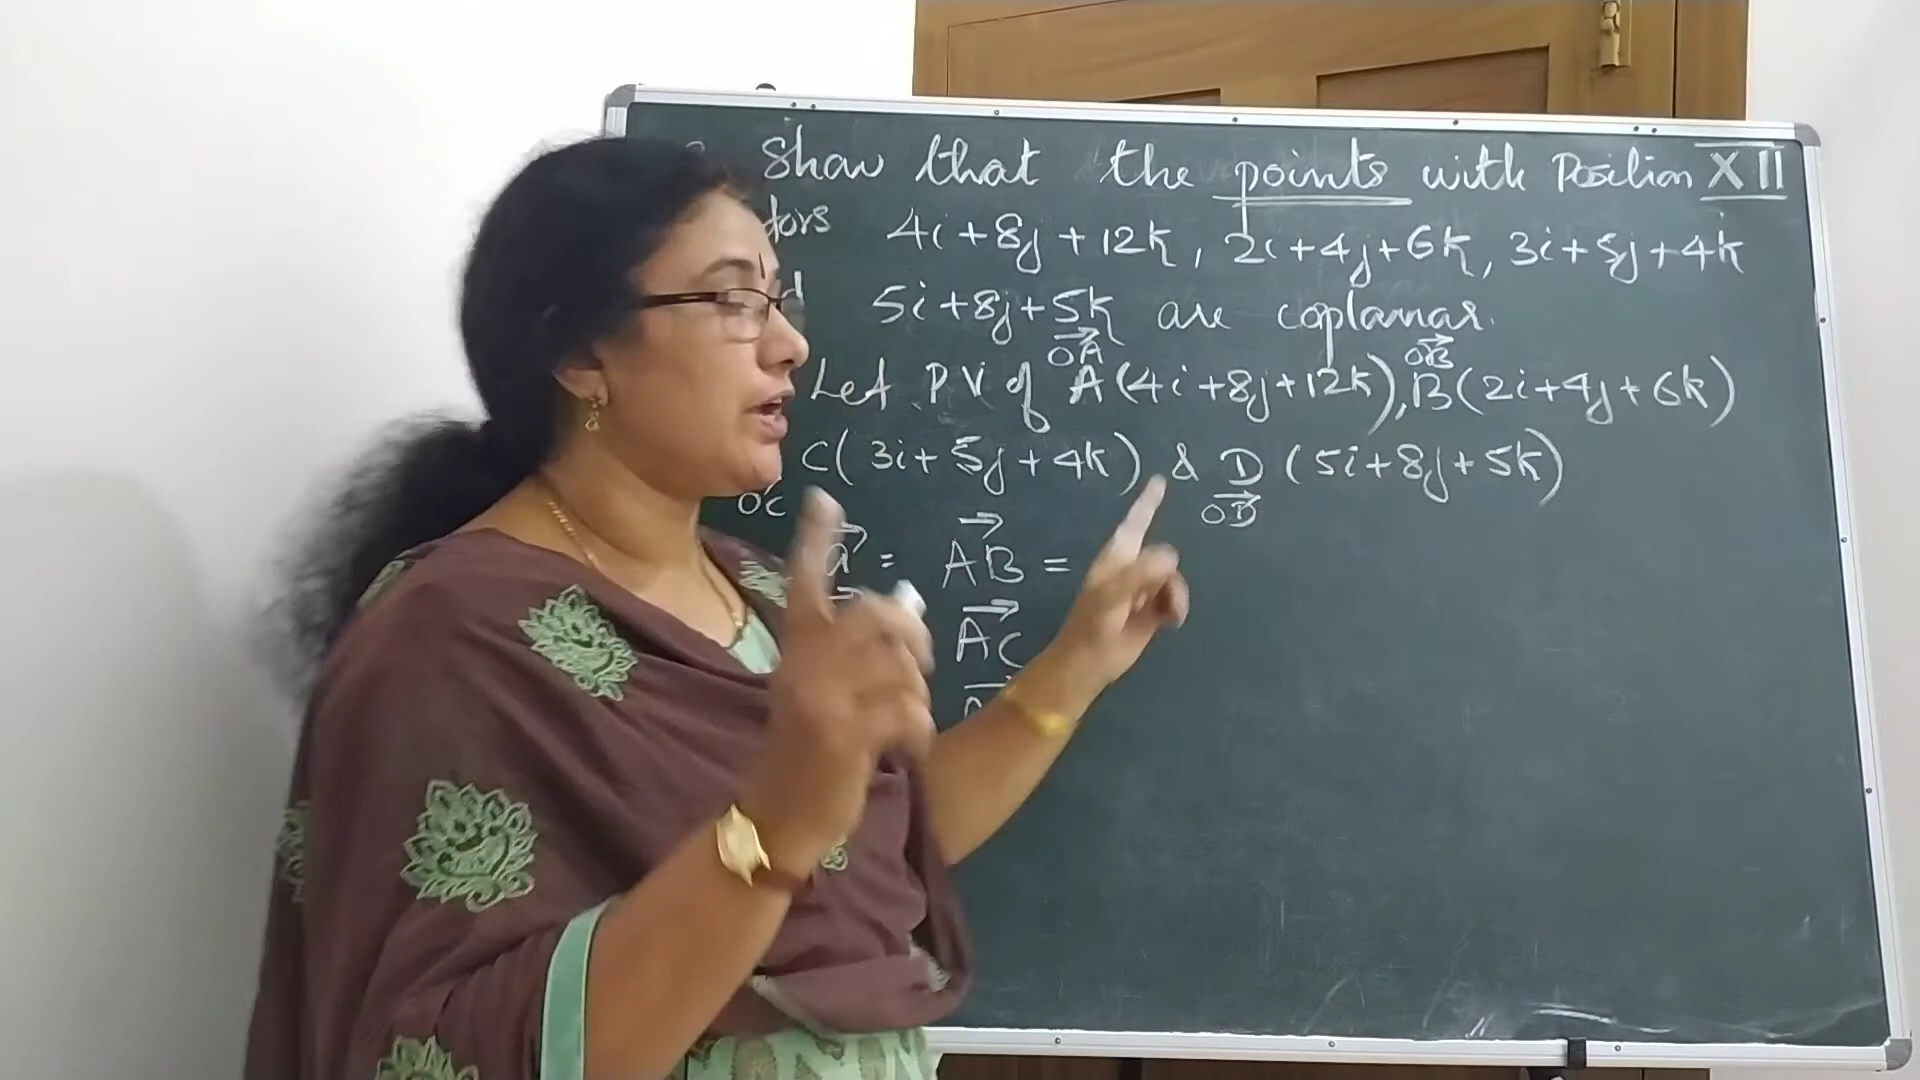 Show that the points with Position XII
tors 4i+8j+12k, 2i+4j+6k, 3i+5j+4k
5i+8j+5k are coplanar.
OA OB
Let PV of A(4i+8j+12k), B(2i+4j+6k)
C(3i+5j+4k) & D(5i+8j+5k)
OC OD
a = AB =
AC